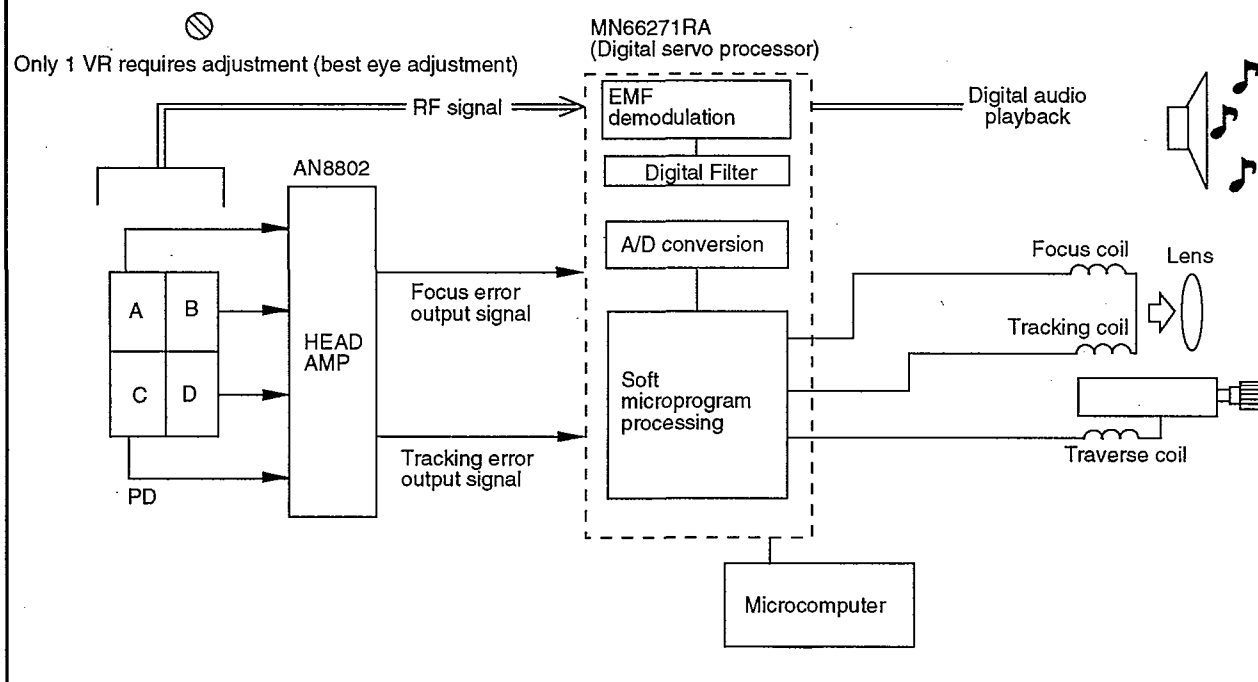 Only 1 VR requires adjustment (best eye adjustment)
MN66271RA
(Digital servo processor)
RF signal
EMF
demodulation
Digital Filter
Digital audio
playback
AN8802
A/D conversion
Focus coil
Lens
A
B
C
D
PD
HEAD
AMP
Focus error
output signal
Tracking error
output signal
Soft
microprogram
processing
Tracking coil
Traverse coil
Microcomputer